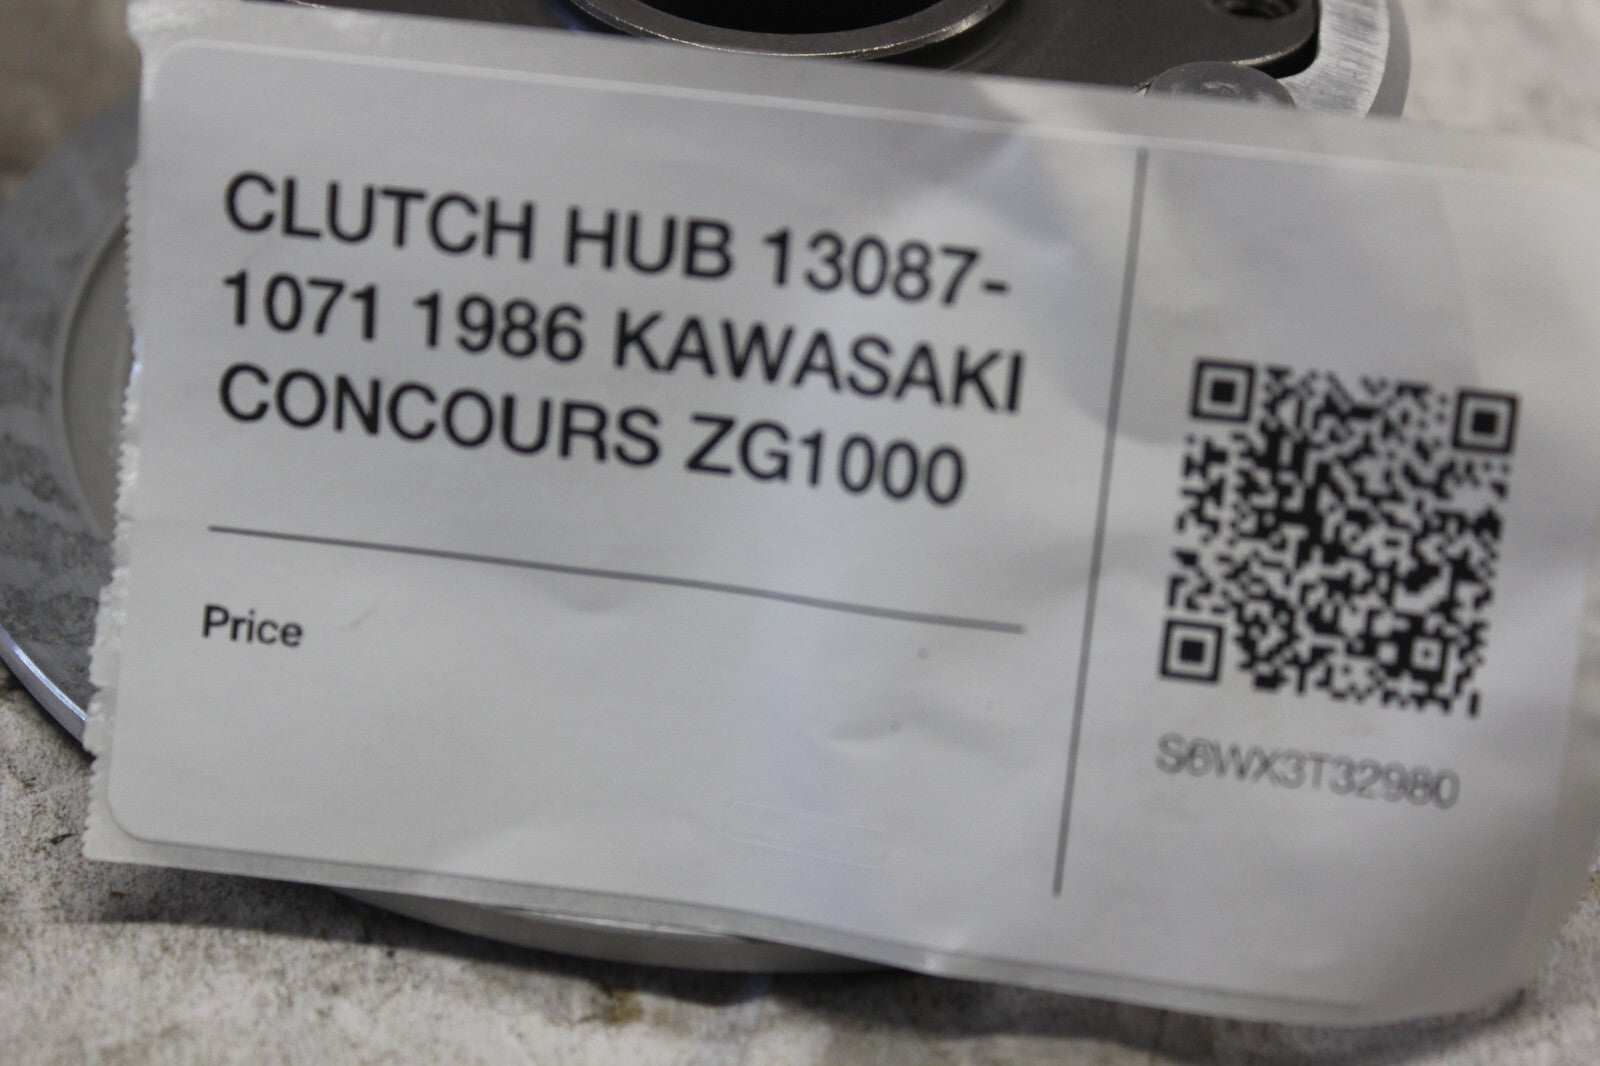 CLUTCH HUB 13087-
1071 1986 KAWASAKI
CONCOURS ZG1000
Price
S6WX3T32980